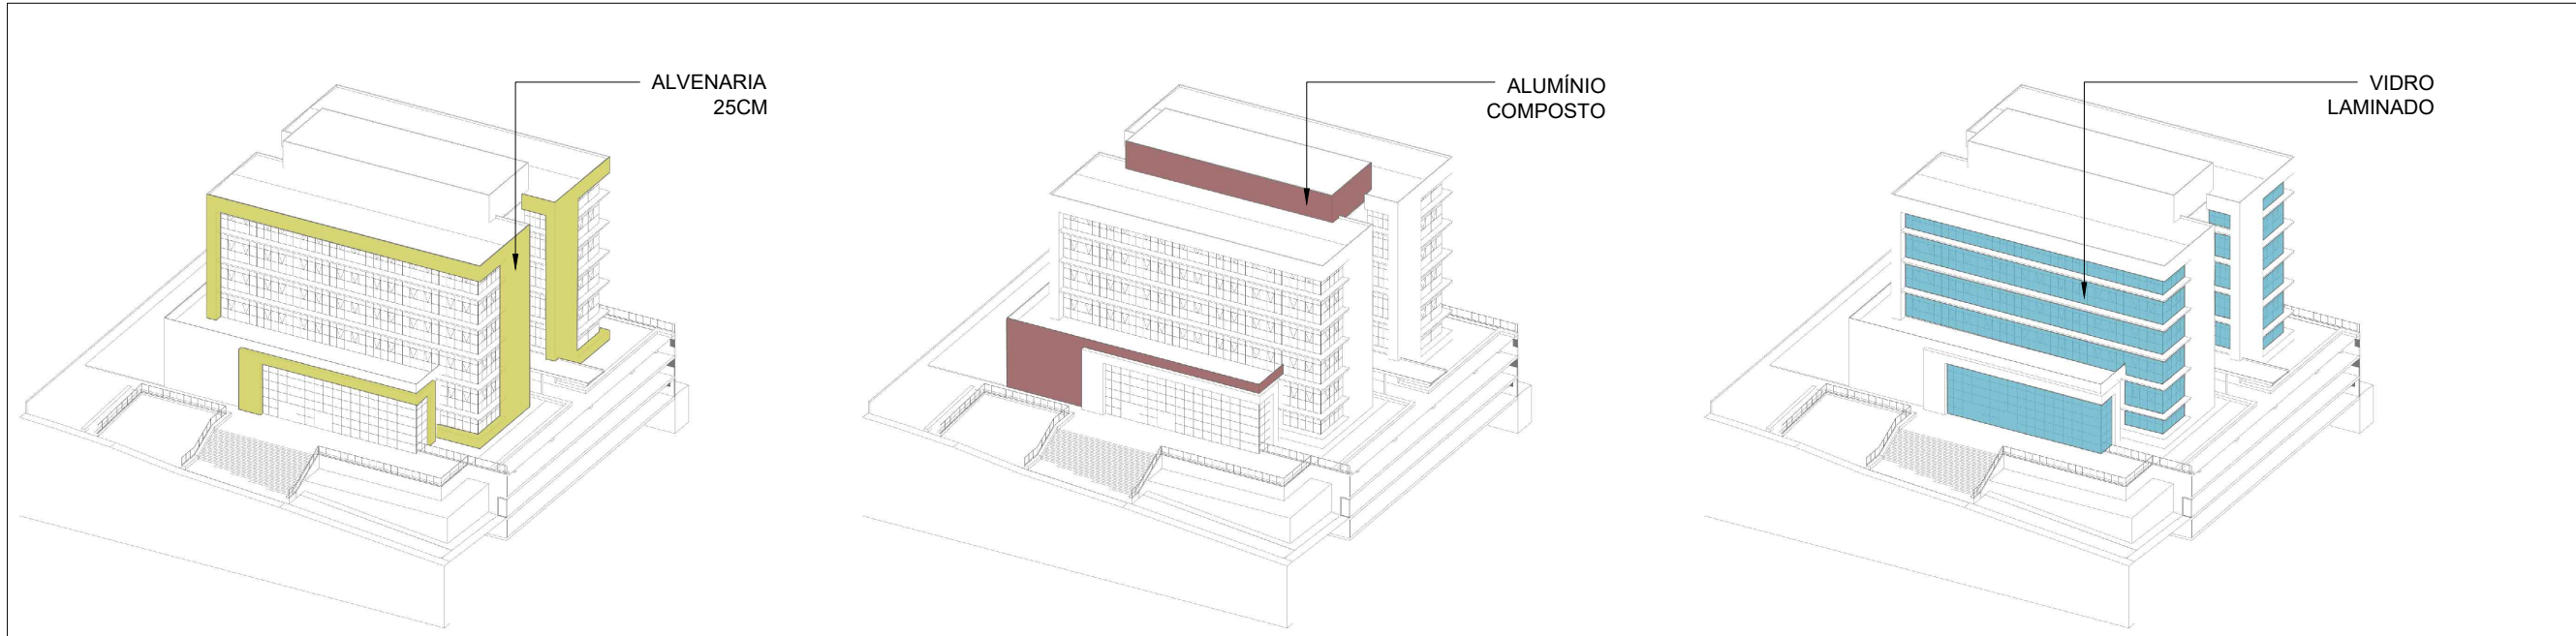 ALVENARIA
25CM
ALUMÍNIO
COMPOSTO
VIDRO
LAMINADO